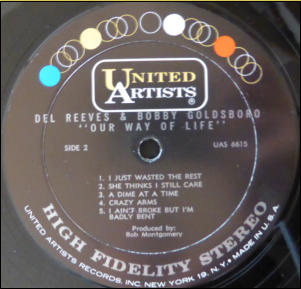 UNITED
ARTISTS®
DEL REEVES & BOBBY GOLDSBORO
"OUR WAY OF LIFE"
SIDE 2
UAS 6615
1. I JUST WASTED THE REST
2. SHE THINKS I STILL CARE
3. A DIME AT A TIME
4. CRAZY ARMS
5. I AIN'T BROKE BUT I'M
BADLY BENT
Produced by:
Bob Montgomery
HIGH FIDELITY STEREO
UNITED ARTISTS RECORDS, INC. NEW YORK 19, N.Y. • MADE IN U.S.A.